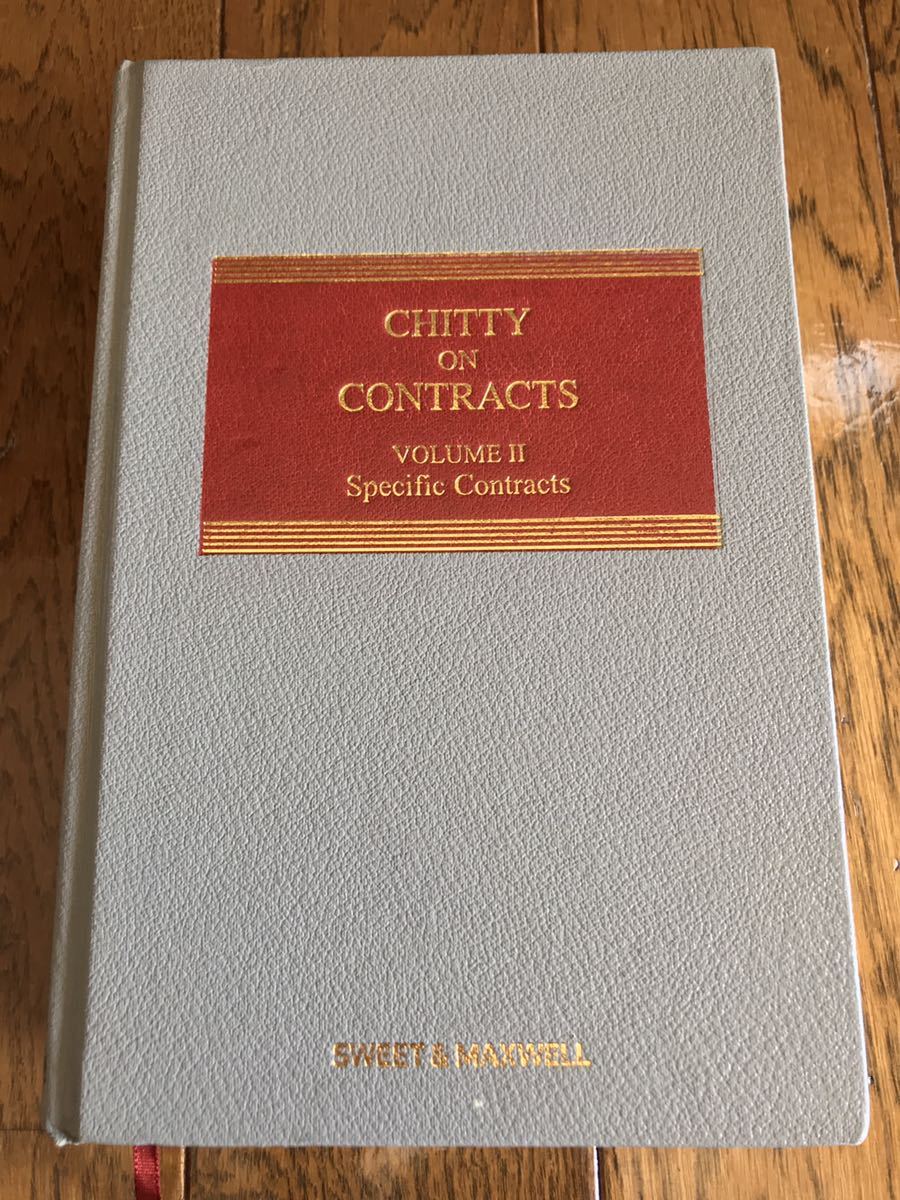 CHITTY
ON
CONTRACTS
VOLUME II
Specific Contracts
SWEET & MAXWELL